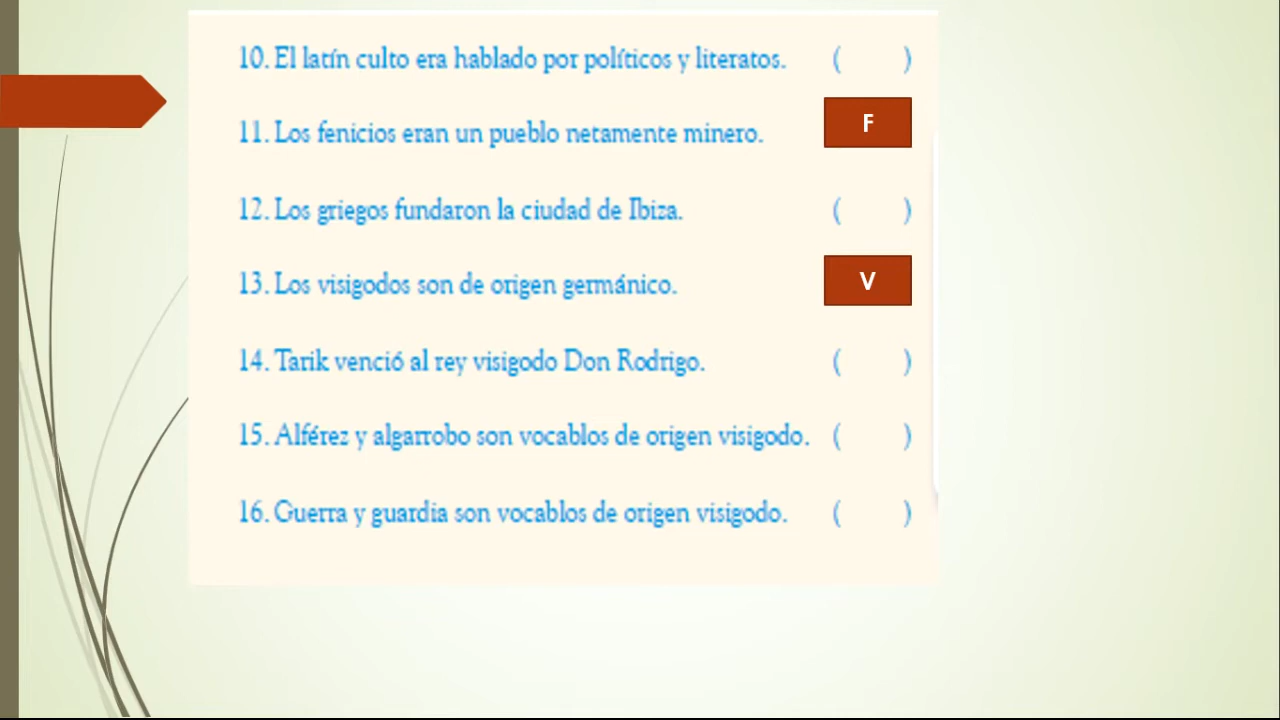 10. El latín culto era hablado por políticos y literatos. ( )
11. Los fenicios eran un pueblo netamente minero. F
12. Los griegos fundaron la ciudad de Ibiza. ( )
13. Los visigodos son de origen germánico. V
14. Tarik venció al rey visigodo Don Rodrigo. ( )
15. Alférez y algarrobo son vocablos de origen visigodo. ( )
16. Guerra y guardia son vocablos de origen visigodo. ( )